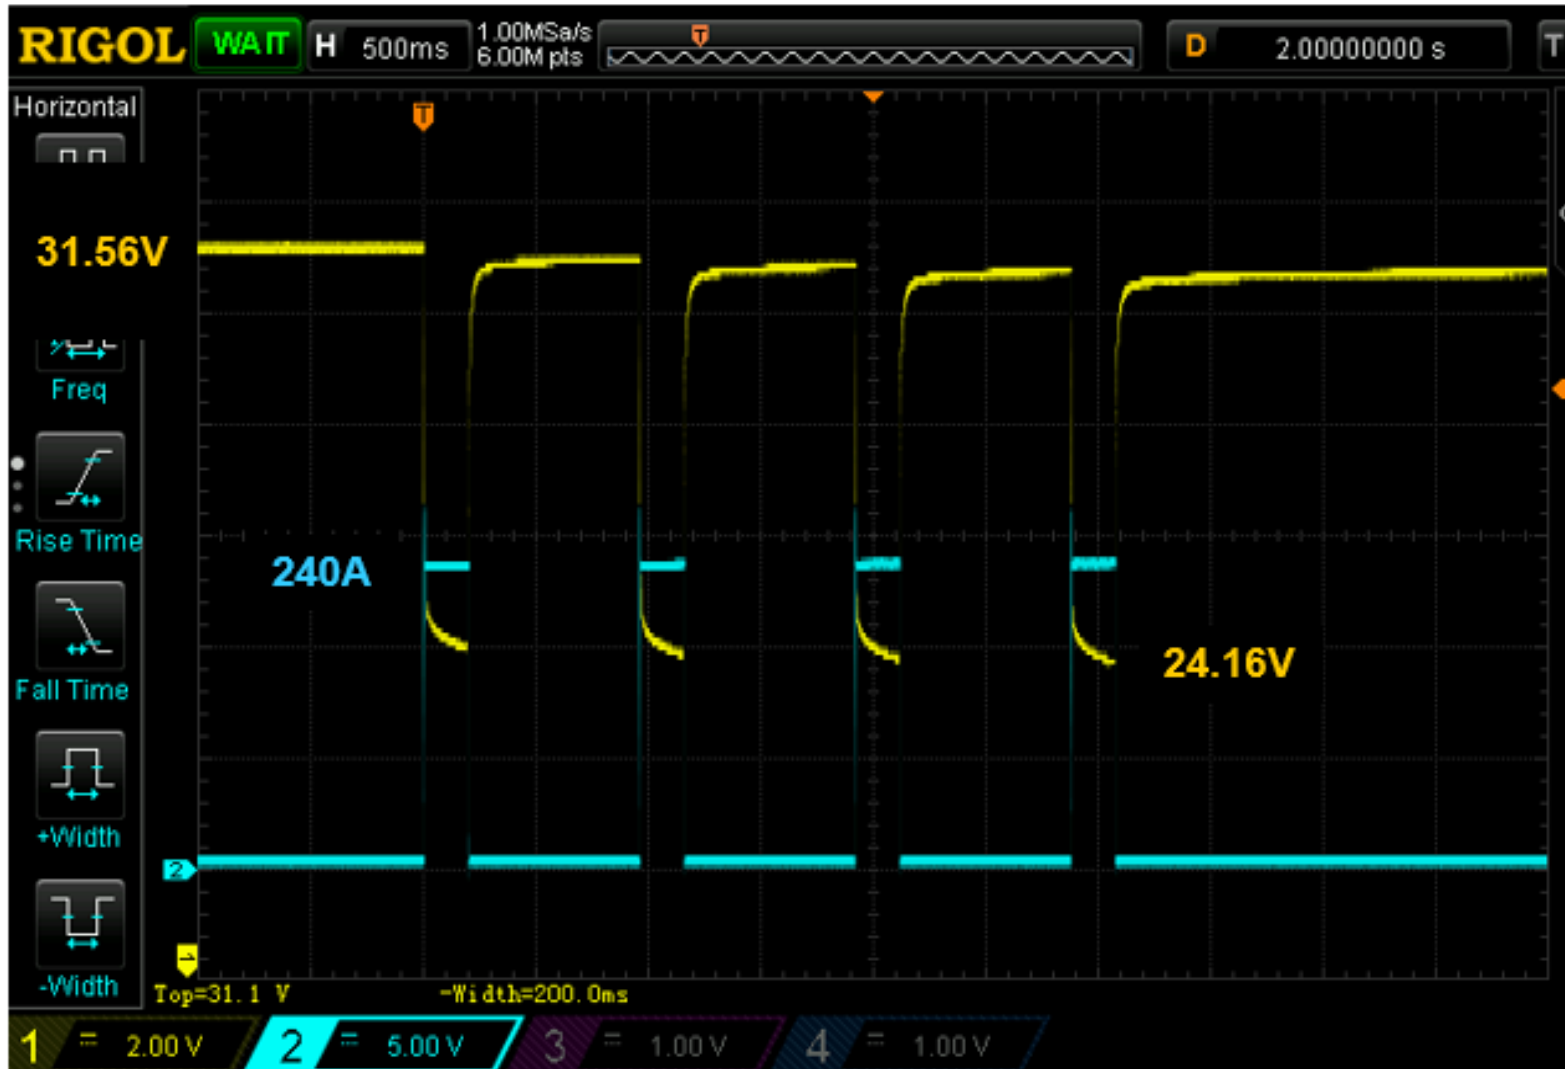 RIGOL WAIT H 500ms 1.00MSa/s 6.00M pts T D 2.00000000 s T
Horizontal
T
31.56V
Freq
Rise Time
240A
Fall Time
24.16V
+Width
2
-Width
Top=31.1 V -Width=200.0ms
1 = 2.00 V 2 = 5.00 V 3 = 1.00 V 4 = 1.00 V